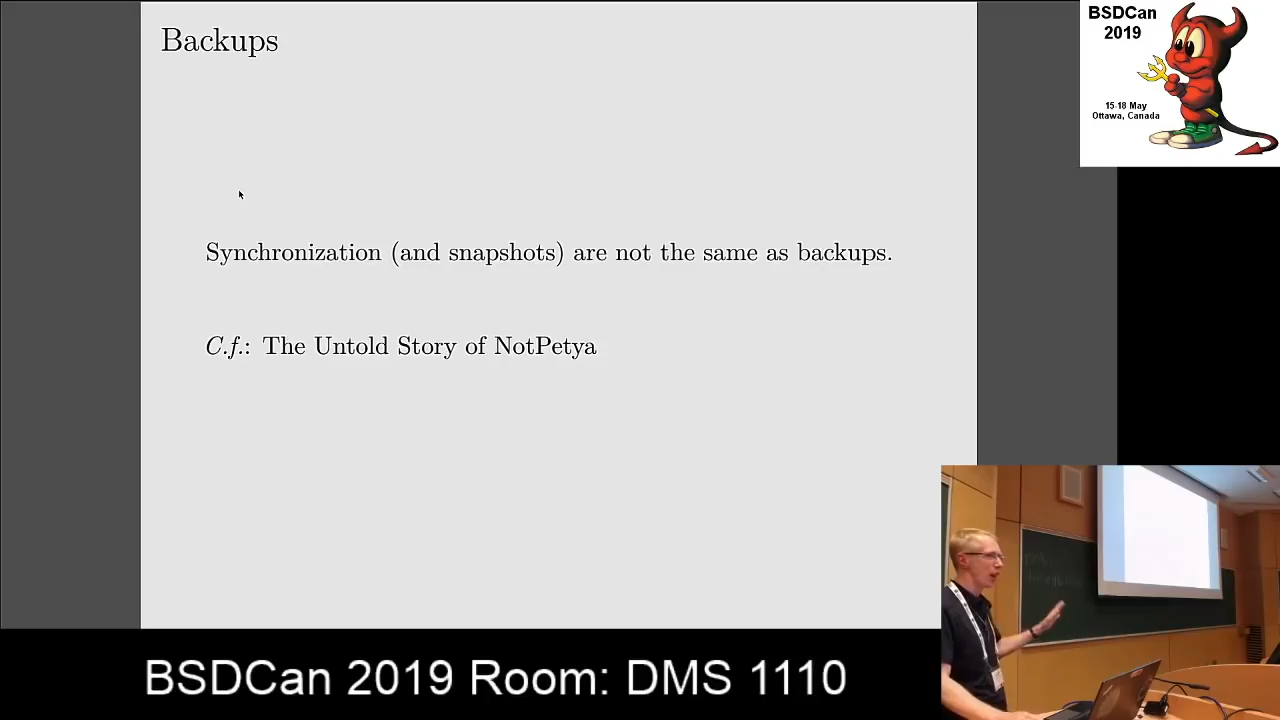 Backups
BSDCan
2019
15-18 May
Ottawa, Canada
Synchronization (and snapshots) are not the same as backups.
C.f.: The Untold Story of NotPetya
BSDCan 2019 Room: DMS 1110